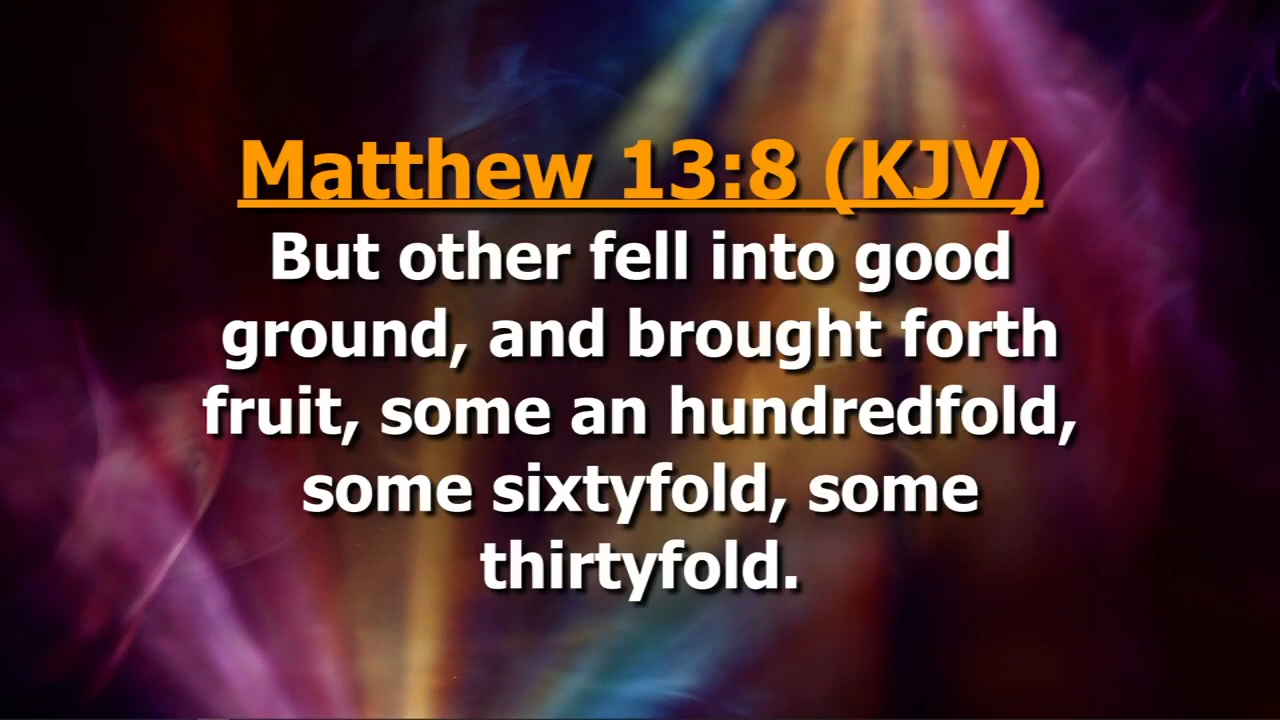 Matthew 13:8 (KJV)
But other fell into good
ground, and brought forth
fruit, some an hundredfold,
some sixtyfold, some
thirtyfold.